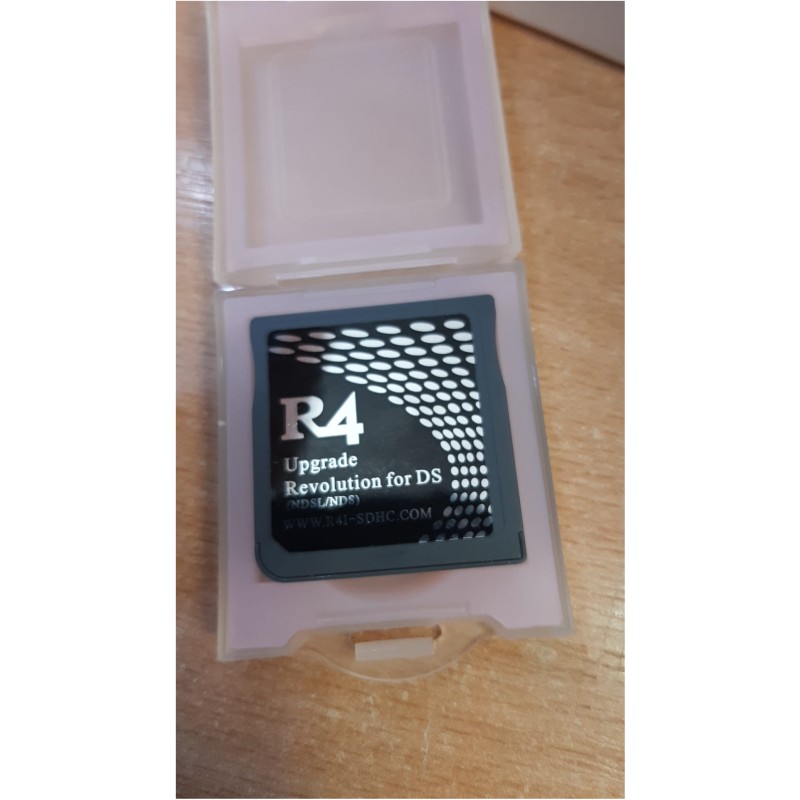 R4
Upgrade
Revolution for DS
(NDSL/NDS)
WWW.R4I-SDHC.COM